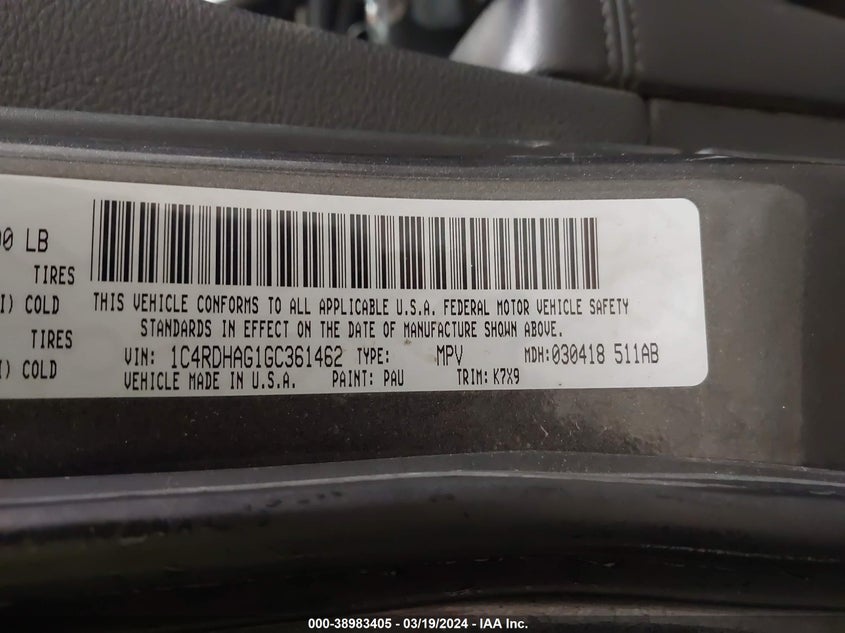 00 LB
TIRES
I) COLD
TIRES
I) COLD
THIS VEHICLE CONFORMS TO ALL APPLICABLE U.S.A. FEDERAL MOTOR VEHICLE SAFETY
STANDARDS IN EFFECT ON THE DATE OF MANUFACTURE SHOWN ABOVE.
VIN: 1C4RDHAG1GC361462 TYPE: MPV MDH:030418 511AB
VEHICLE MADE IN U.S.A. PAINT: PAU TRIM: K7X9
000-38983405 - 03/19/2024 - IAA Inc.